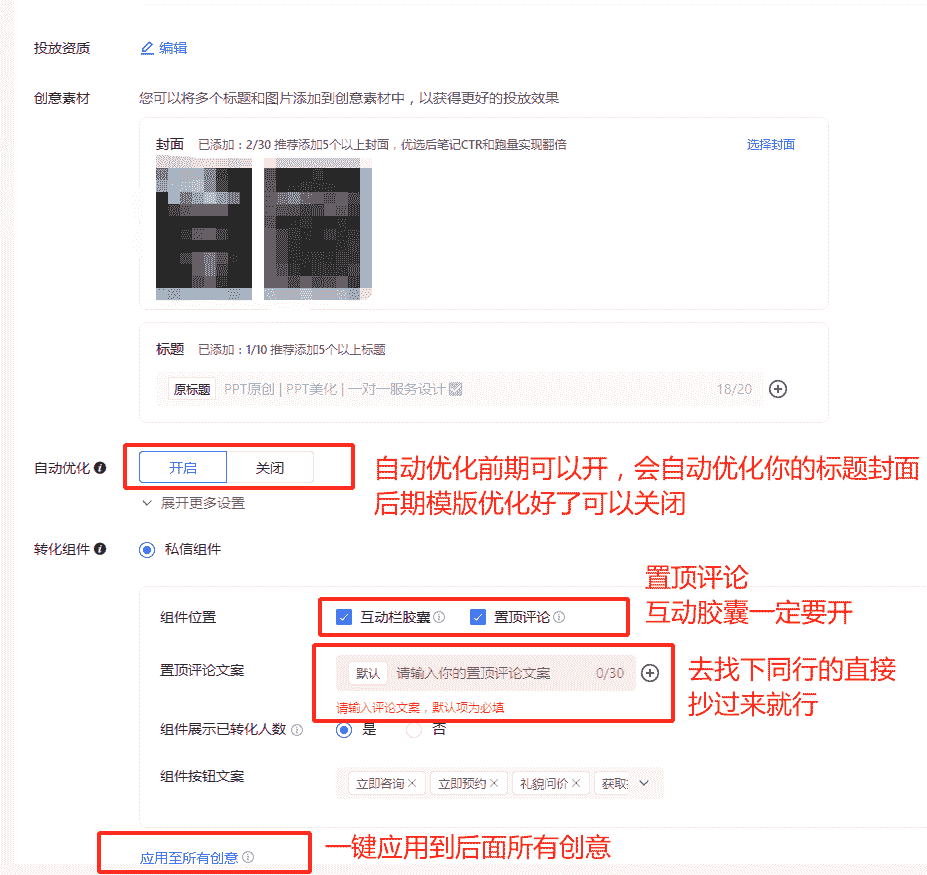 投放资质 编辑
创意素材 您可以将多个标题和图片添加到创意素材中，以获得更好的投放效果
封面 已添加：2/30 推荐添加5个以上封面，优选后笔记CTR和跑量实现翻倍 选择封面
标题 已添加：1/10 推荐添加5个以上标题
原标题 PPT原创 | PPT美化 | 一对一服务设计 18/20
自动优化 开启 关闭
自动优化前期可以开，会自动优化你的标题封面
后期模版优化好了可以关闭
展开更多设置
转化组件 私信组件
置顶评论
互动胶囊一定要开
组件位置 互动栏胶囊 置顶评论
置顶评论文案 默认 请输入你的置顶评论文案 0/30
请输入评论文案，默认项为必填
去找下同行的直接
抄过来就行
组件展示已转化人数 是 否
组件按钮文案 立即咨询 立即预约 礼貌问价 获取
应用至所有创意
一键应用到后面所有创意